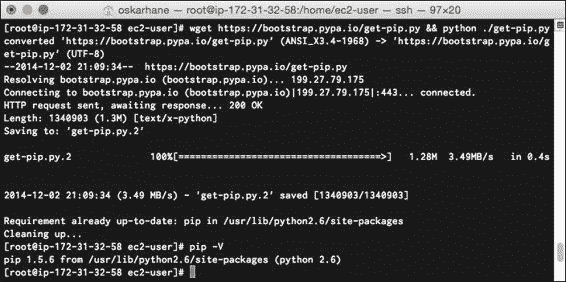 oskarhane — root@ip-172-31-32-58:/home/ec2-user — ssh — 97×20
[root@ip-172-31-32-58 ec2-user]# wget https://bootstrap.pypa.io/get-pip.py && python ./get-pip.py
converted 'https://bootstrap.pypa.io/get-pip.py' (ANSI_X3.4-1968) -> 'https://bootstrap.pypa.io/g
et-pip.py' (UTF-8)
--2014-12-02 21:09:34--  https://bootstrap.pypa.io/get-pip.py
Resolving bootstrap.pypa.io (bootstrap.pypa.io)... 199.27.79.175
Connecting to bootstrap.pypa.io (bootstrap.pypa.io)|199.27.79.175|:443... connected.
HTTP request sent, awaiting response... 200 OK
Length: 1340903 (1.3M) [text/x-python]
Saving to: 'get-pip.py.2'
get-pip.py.2 100%[=====================================>] 1.28M 3.49MB/s in 0.4s
2014-12-02 21:09:34 (3.49 MB/s) - 'get-pip.py.2' saved [1340903/1340903]
Requirement already up-to-date: pip in /usr/lib/python2.6/site-packages
Cleaning up...
[root@ip-172-31-32-58 ec2-user]# pip -V
pip 1.5.6 from /usr/lib/python2.6/site-packages (python 2.6)
[root@ip-172-31-32-58 ec2-user]#